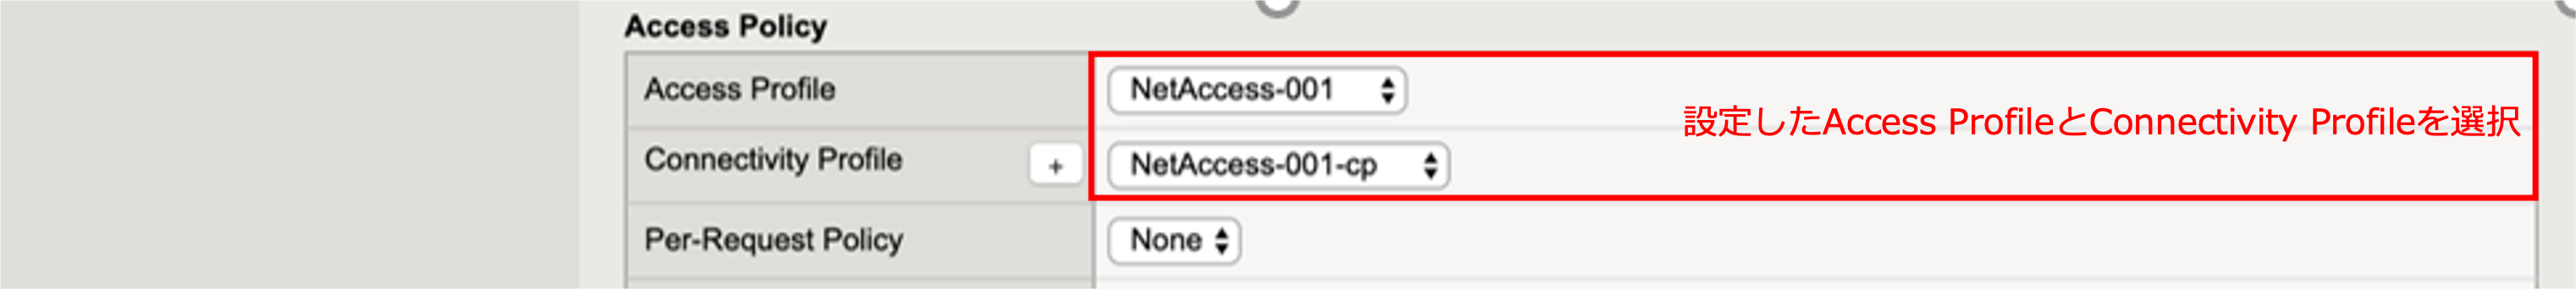 Access Policy
Access Profile
NetAccess-001
設定したAccess ProfileとConnectivity Profileを選択
Connectivity Profile
+
NetAccess-001-cp
Per-Request Policy
None